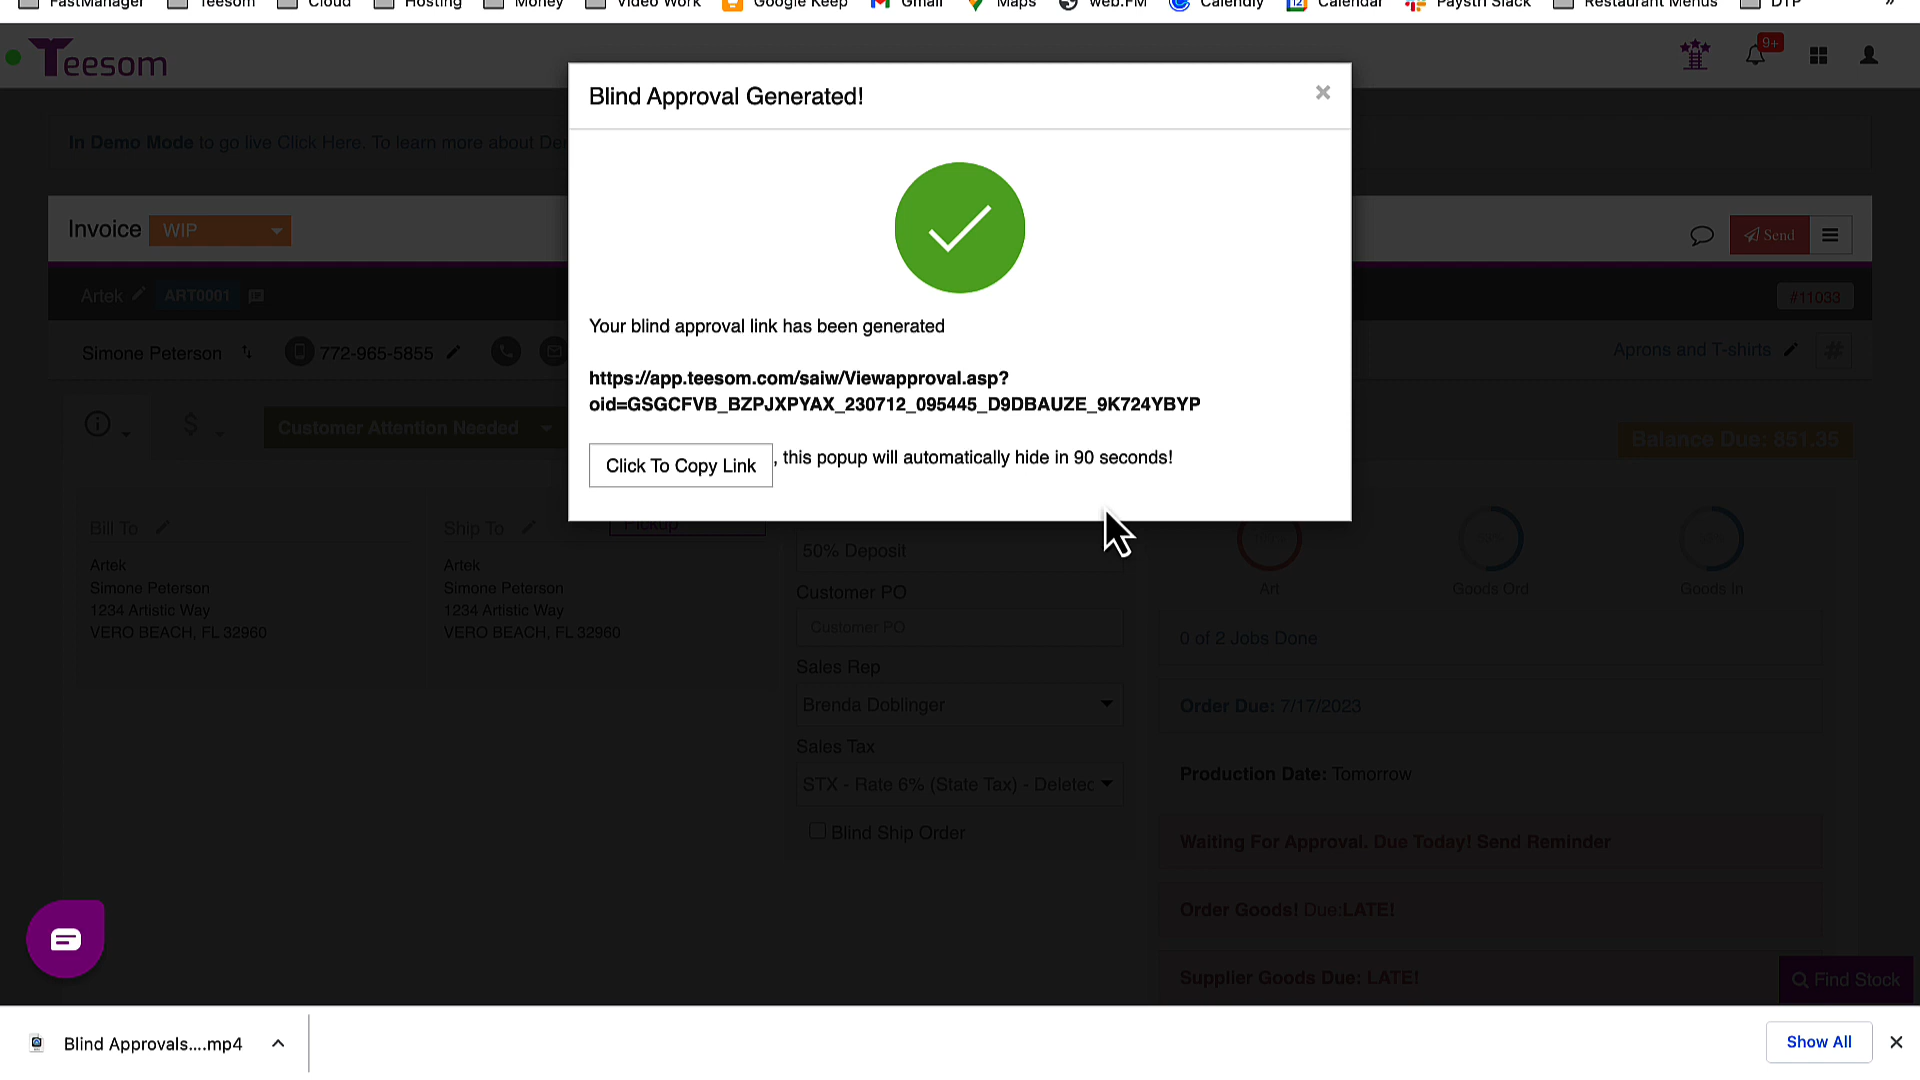 FastManager Teesom Cloud Hosting Money Video Work Google Keep Gmail Maps web.FM Calendly Calendar Paystri Slack Restaurant Menus DTP »
Teesom
9+
In Demo Mode to go live Click Here. To learn more about
Blind Approval Generated!
×
Invoice WIP
Send
Artek ART0001
#11033
Your blind approval link has been generated
Simone Peterson 772-965-5855
Aprons and T-shirts #
https://app.teesom.com/saiw/Viewapproval.asp?
oid=GSGCFVB_BZPJXPYAX_230712_095445_D9DBAUZE_9K724YBYP
$ Customer Attention Needed
Balance Due: 851.35
Click To Copy Link , this popup will automatically hide in 90 seconds!
Bill To
Ship To
Pickup
Artek
Simone Peterson
1234 Artistic Way
VERO BEACH, FL 32960
Artek
Simone Peterson
1234 Artistic Way
VERO BEACH, FL 32960
50% Deposit
Customer PO
Customer PO
Sales Rep
Brenda Doblinger
Sales Tax
STX - Rate 6% (State Tax) - Deleted
Blind Ship Order
Art
Goods Ord
Goods In
0 of 2 Jobs Done
Order Due: 7/17/2023
Production Date: Tomorrow
Waiting For Approval. Due Today! Send Reminder
Order Goods! Due:LATE!
Supplier Goods Due: LATE!
Find Stock
Blind Approvals....mp4
Show All